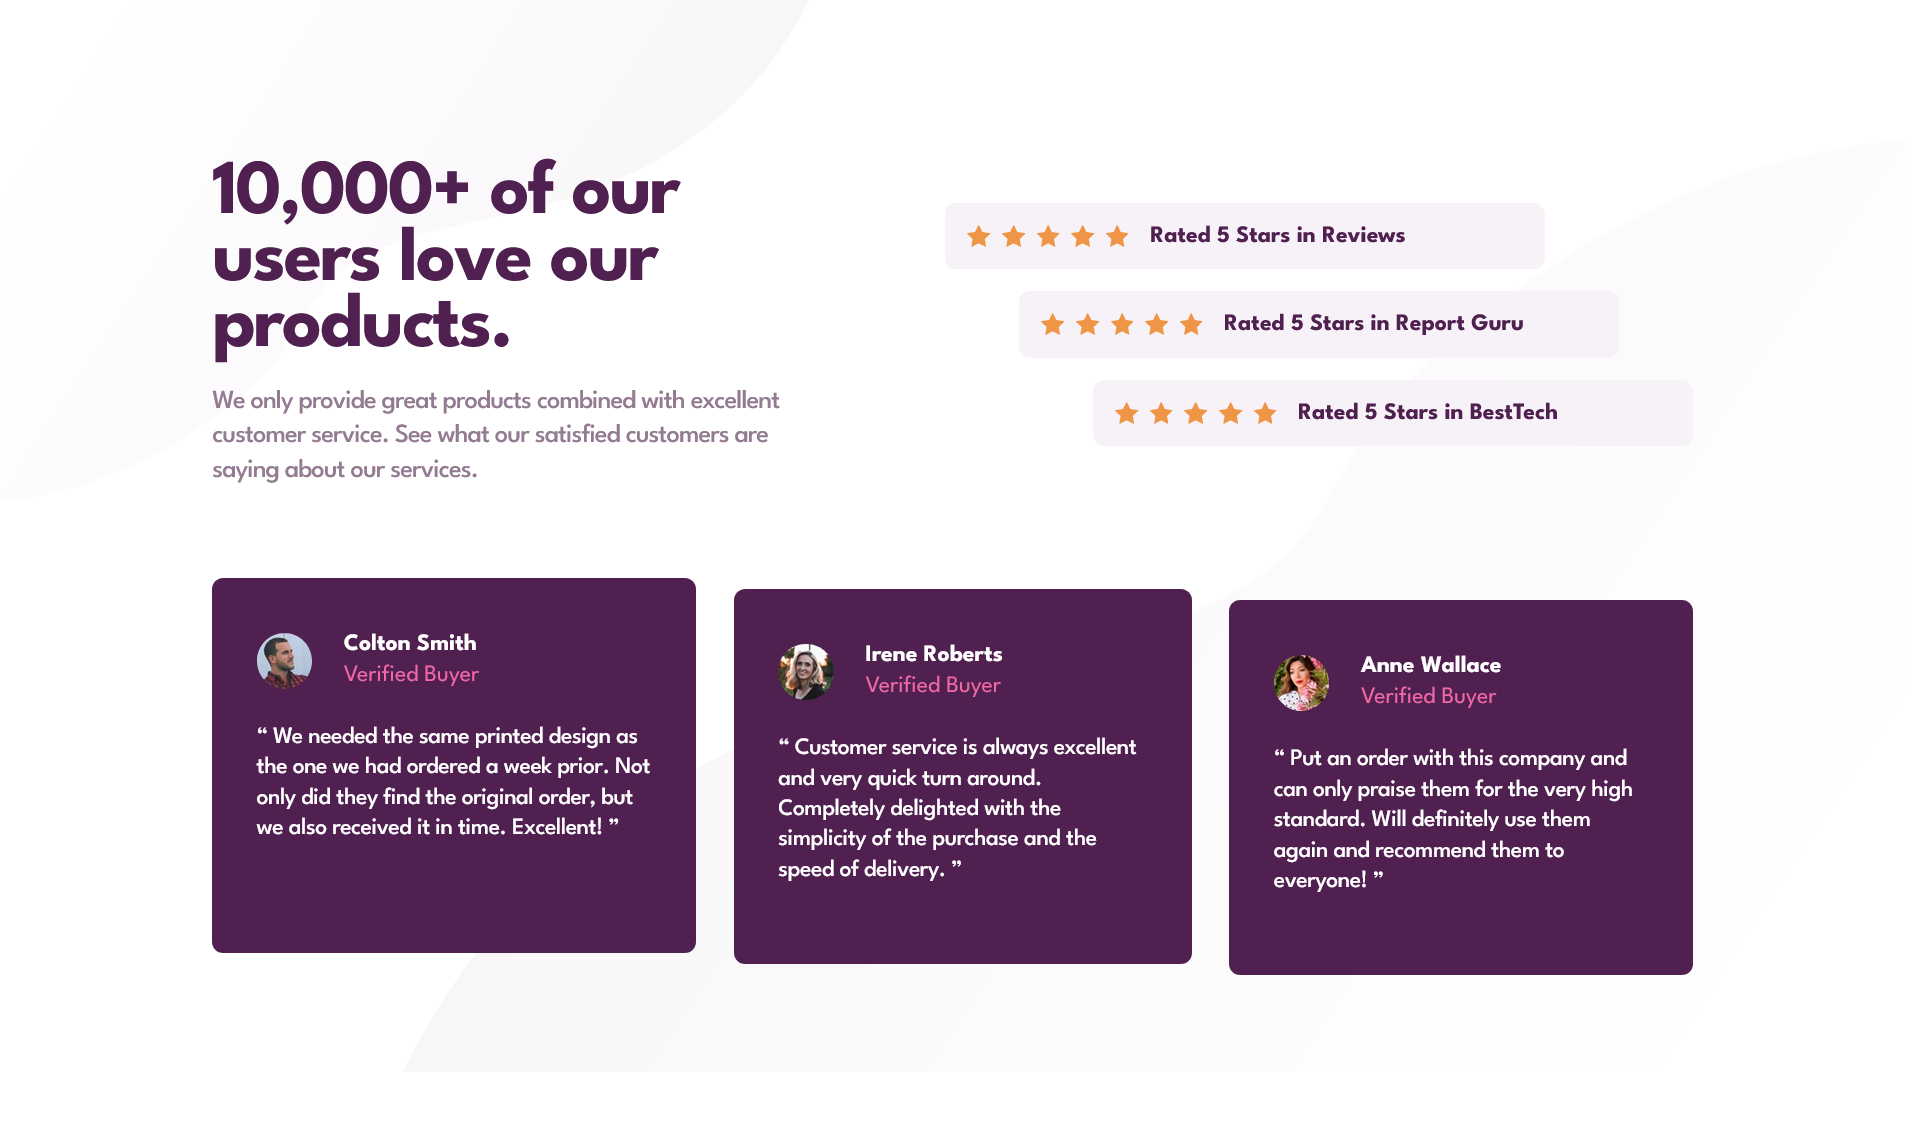 10,000+ of our
users love our
products.
We only provide great products combined with excellent
customer service. See what our satisfied customers are
saying about our services.
Rated 5 Stars in Reviews
Rated 5 Stars in Report Guru
Rated 5 Stars in BestTech
Colton Smith
Verified Buyer
“ We needed the same printed design as
the one we had ordered a week prior. Not
only did they find the original order, but
we also received it in time. Excellent! ”
Irene Roberts
Verified Buyer
“ Customer service is always excellent
and very quick turn around.
Completely delighted with the
simplicity of the purchase and the
speed of delivery. ”
Anne Wallace
Verified Buyer
“ Put an order with this company and
can only praise them for the very high
standard. Will definitely use them
again and recommend them to
everyone! ”